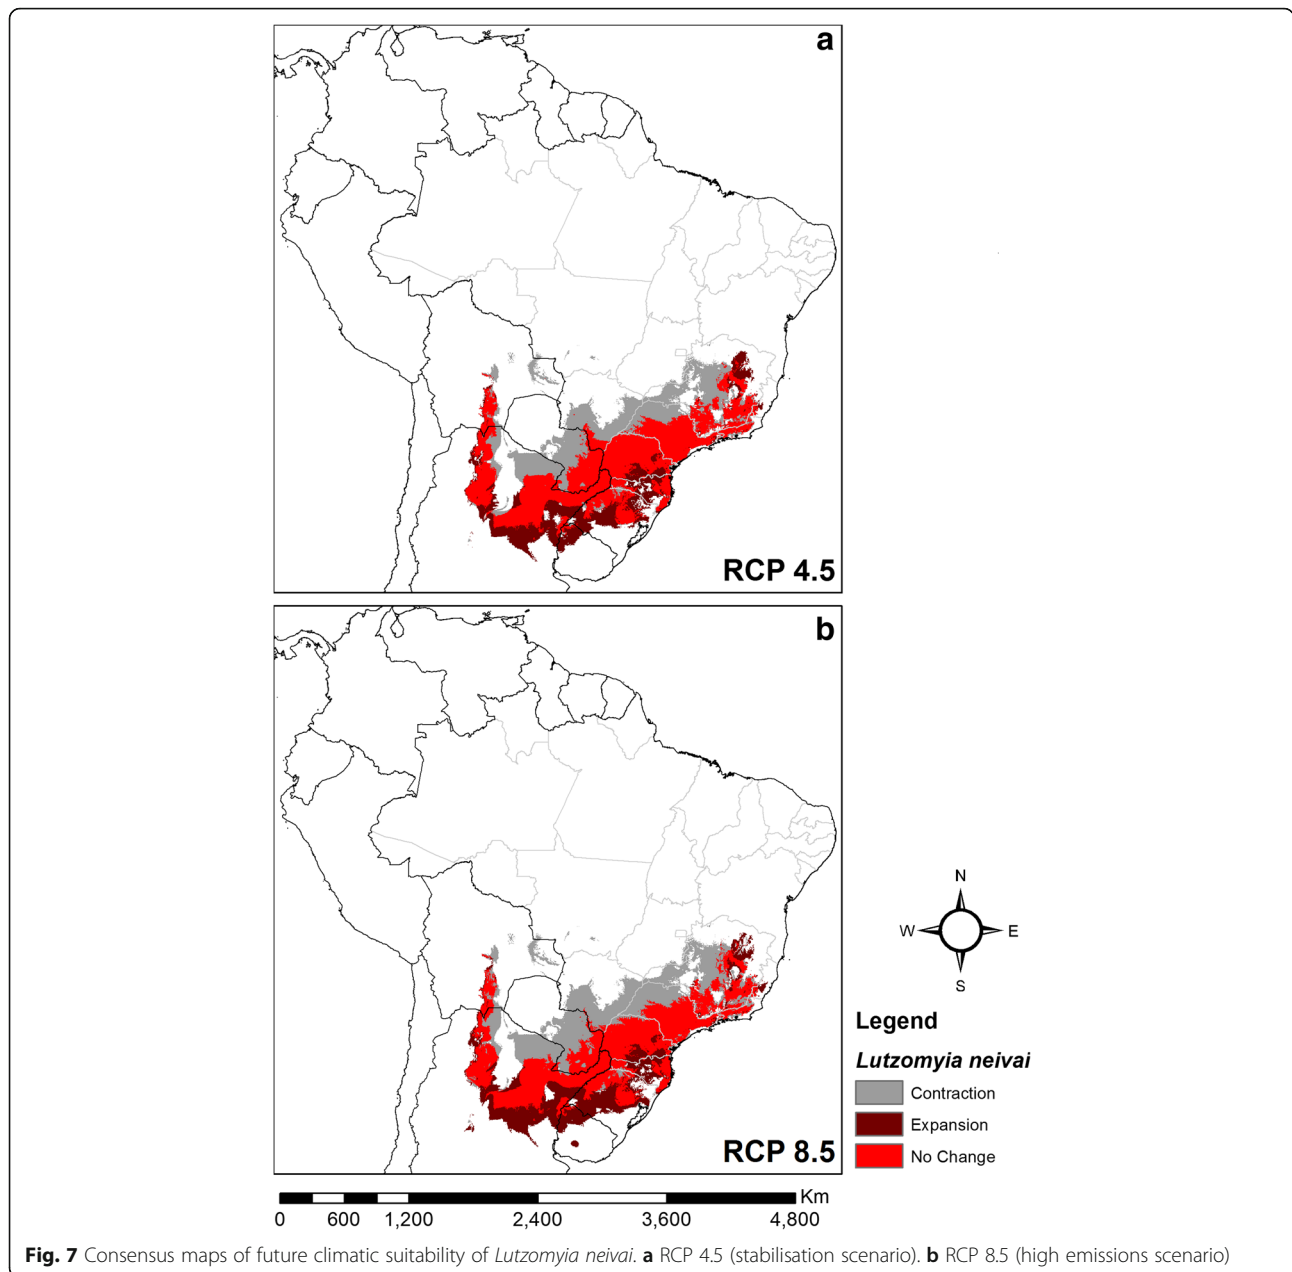 a
RCP 4.5
b
RCP 8.5
N
W E
S
Legend
Lutzomyia neivai
Contraction
Expansion
No Change
Km
0 600 1,200 2,400 3,600 4,800
Fig. 7 Consensus maps of future climatic suitability of Lutzomyia neivai. a RCP 4.5 (stabilisation scenario). b RCP 8.5 (high emissions scenario)